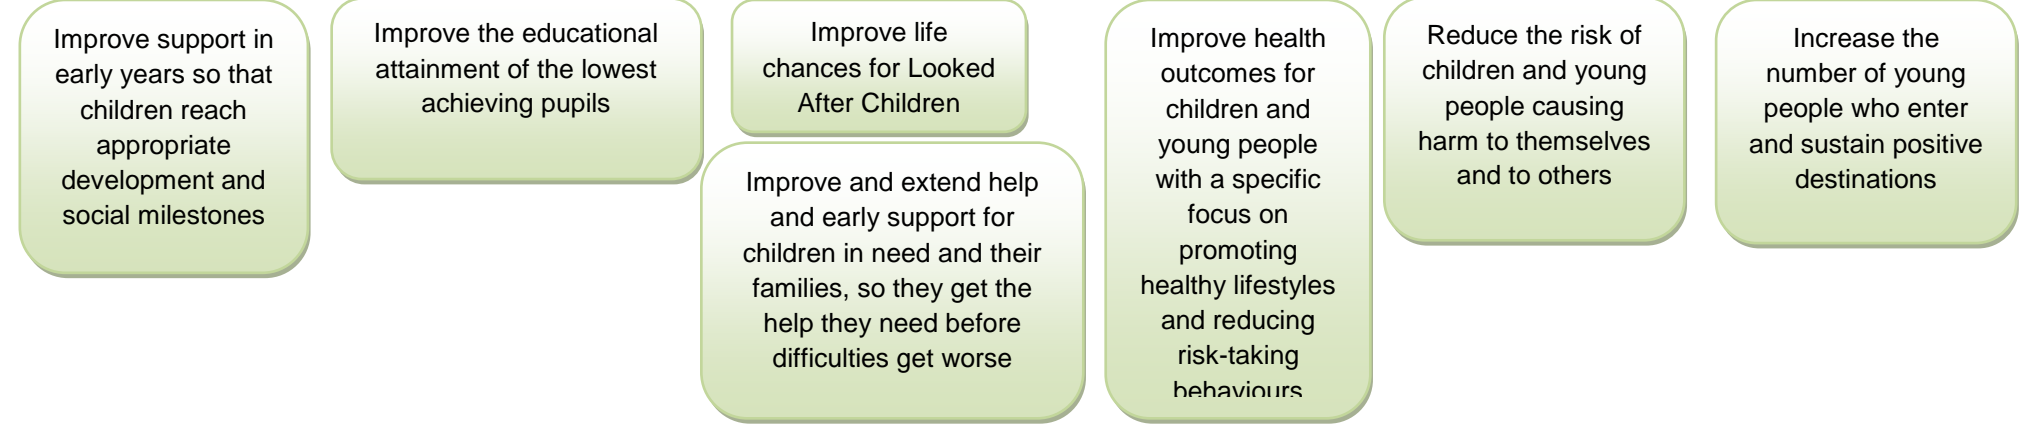 Improve support in
early years so that
children reach
appropriate
development and
social milestones
Improve the educational
attainment of the lowest
achieving pupils
Improve life
chances for Looked
After Children
Improve and extend help
and early support for
children in need and their
families, so they get the
help they need before
difficulties get worse
Improve health
outcomes for
children and
young people
with a specific
focus on
promoting
healthy lifestyles
and reducing
risk-taking
behaviours
Reduce the risk of
children and young
people causing
harm to themselves
and to others
Increase the
number of young
people who enter
and sustain positive
destinations